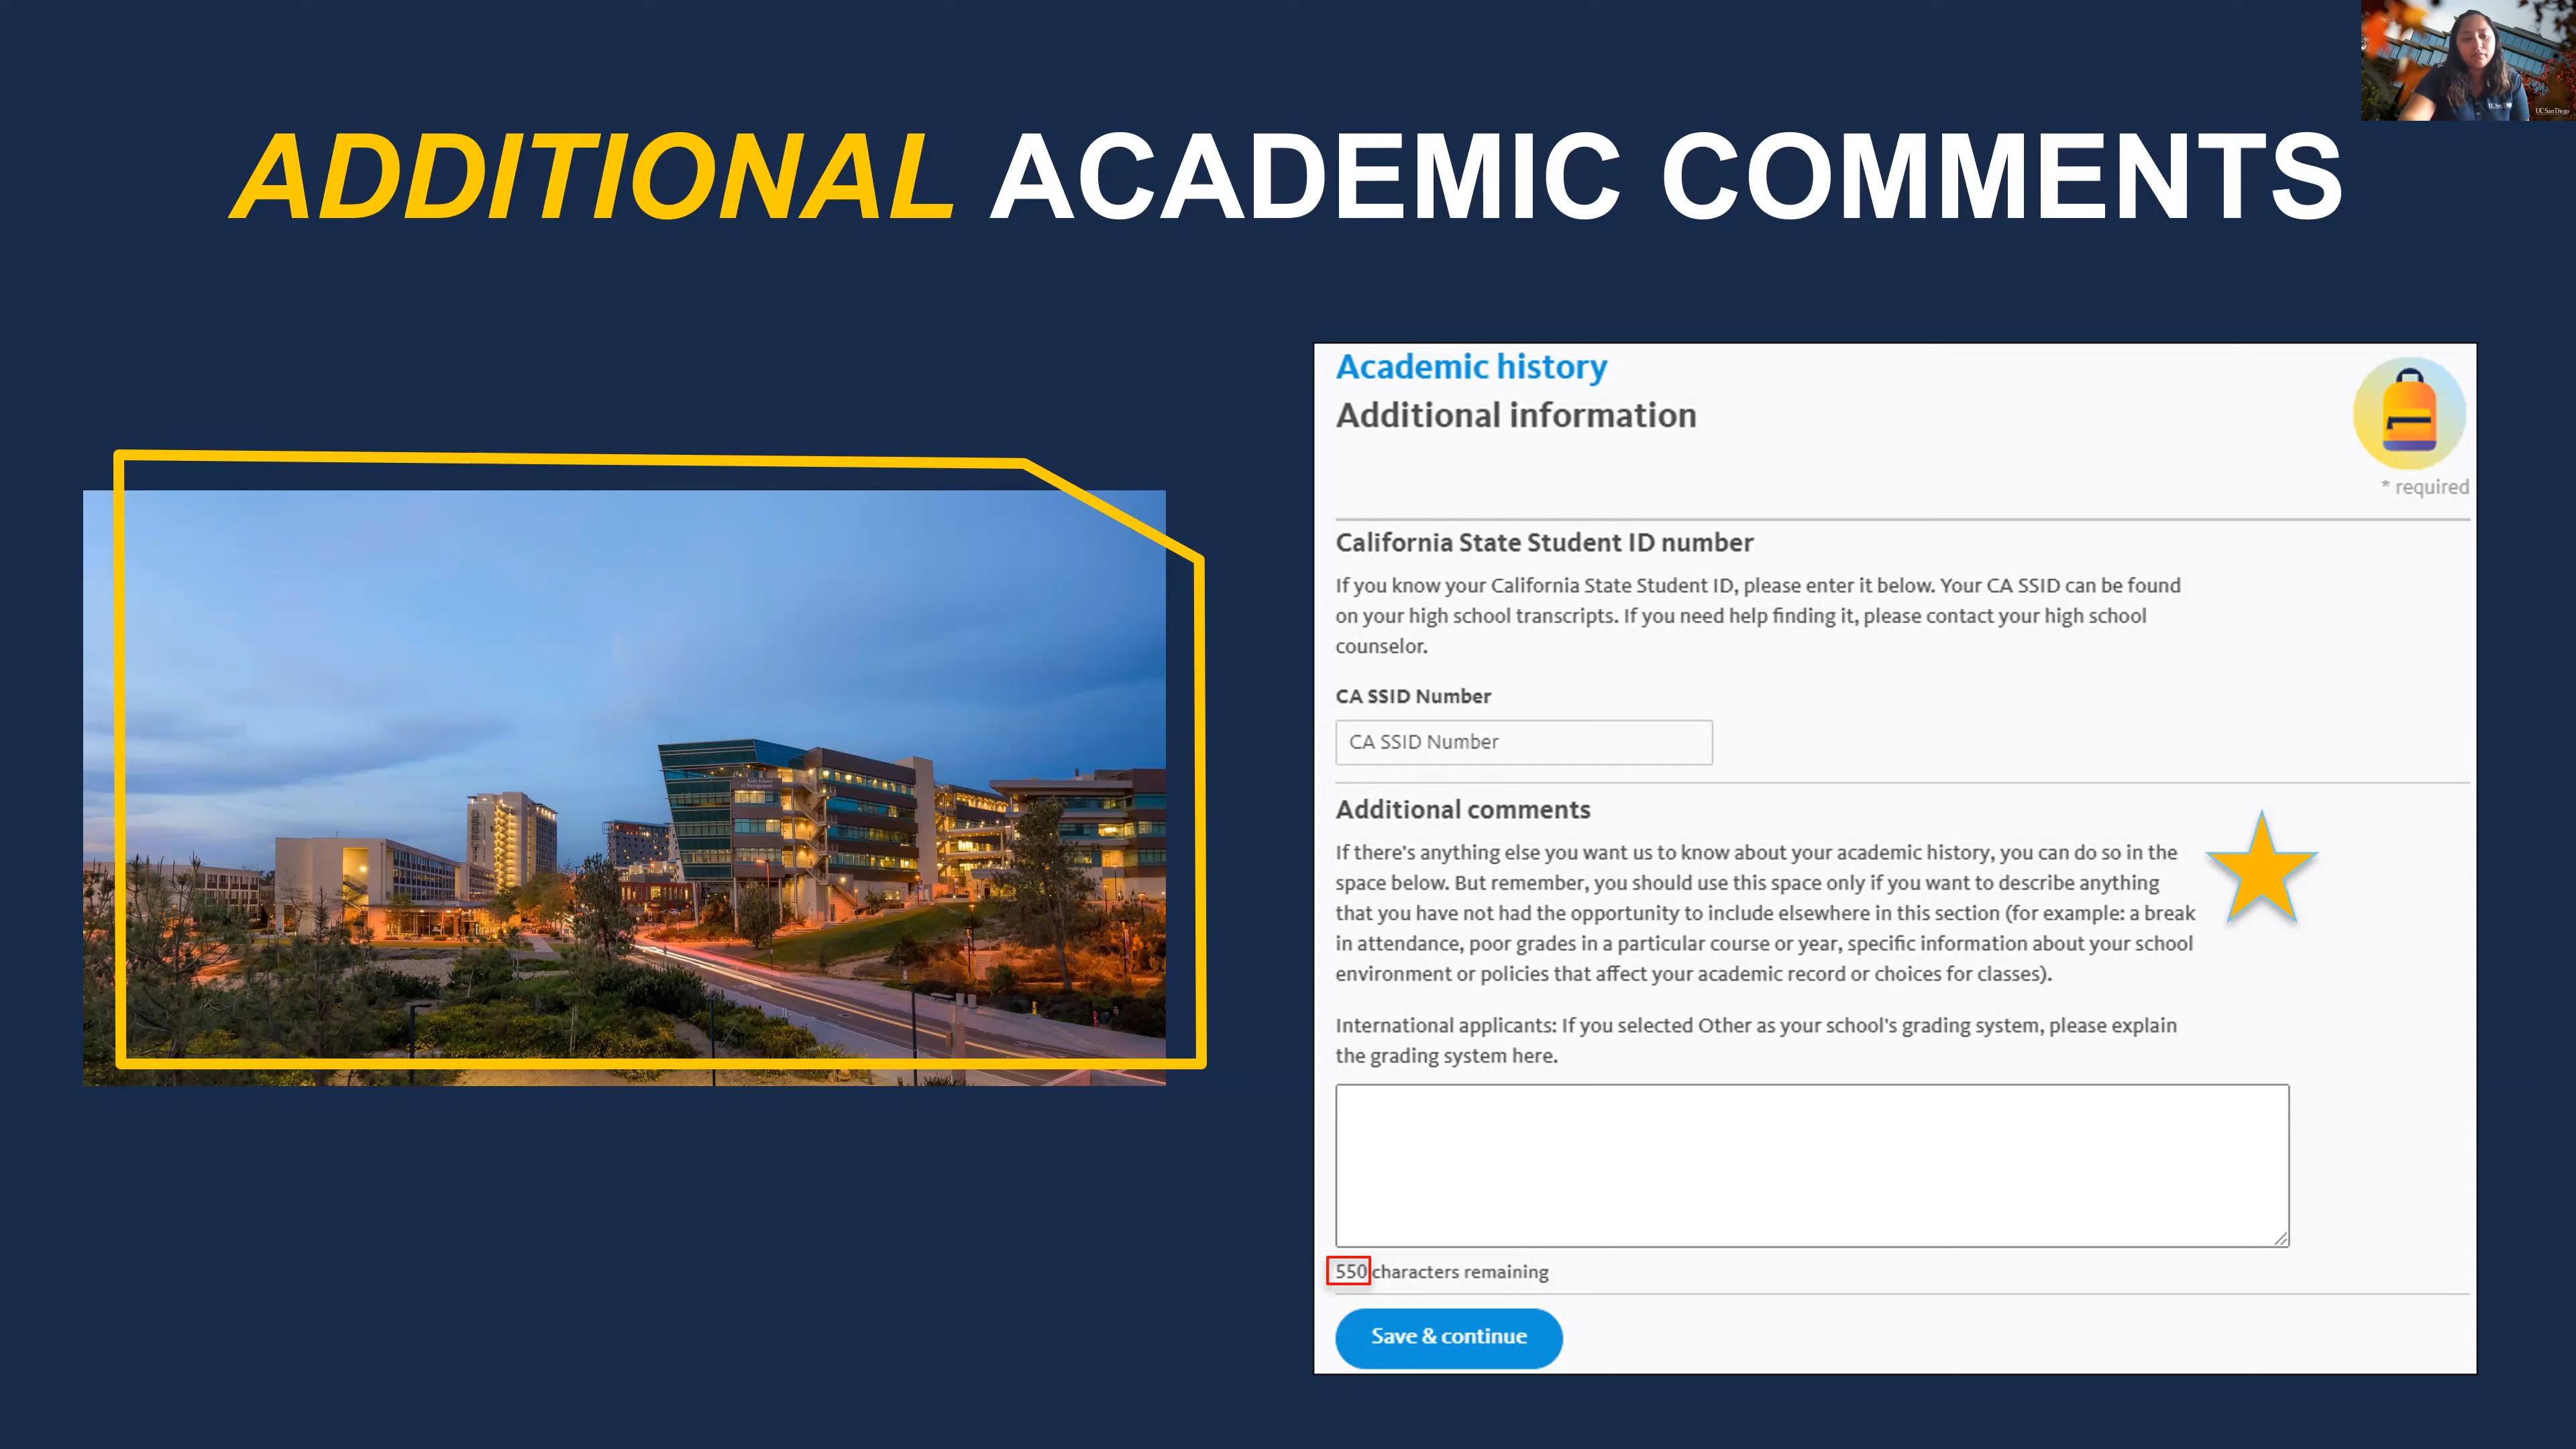 ADDITIONAL ACADEMIC COMMENTS
UC San Diego
Academic history
Additional information
* required
California State Student ID number
If you know your California State Student ID, please enter it below. Your CA SSID can be found
on your high school transcripts. If you need help finding it, please contact your high school
counselor.
CA SSID Number
CA SSID Number
Additional comments
If there's anything else you want us to know about your academic history, you can do so in the
space below. But remember, you should use this space only if you want to describe anything
that you have not had the opportunity to include elsewhere in this section (for example: a break
in attendance, poor grades in a particular course or year, specific information about your school
environment or policies that affect your academic record or choices for classes).
International applicants: If you selected Other as your school's grading system, please explain
the grading system here.
550 characters remaining
Save & continue